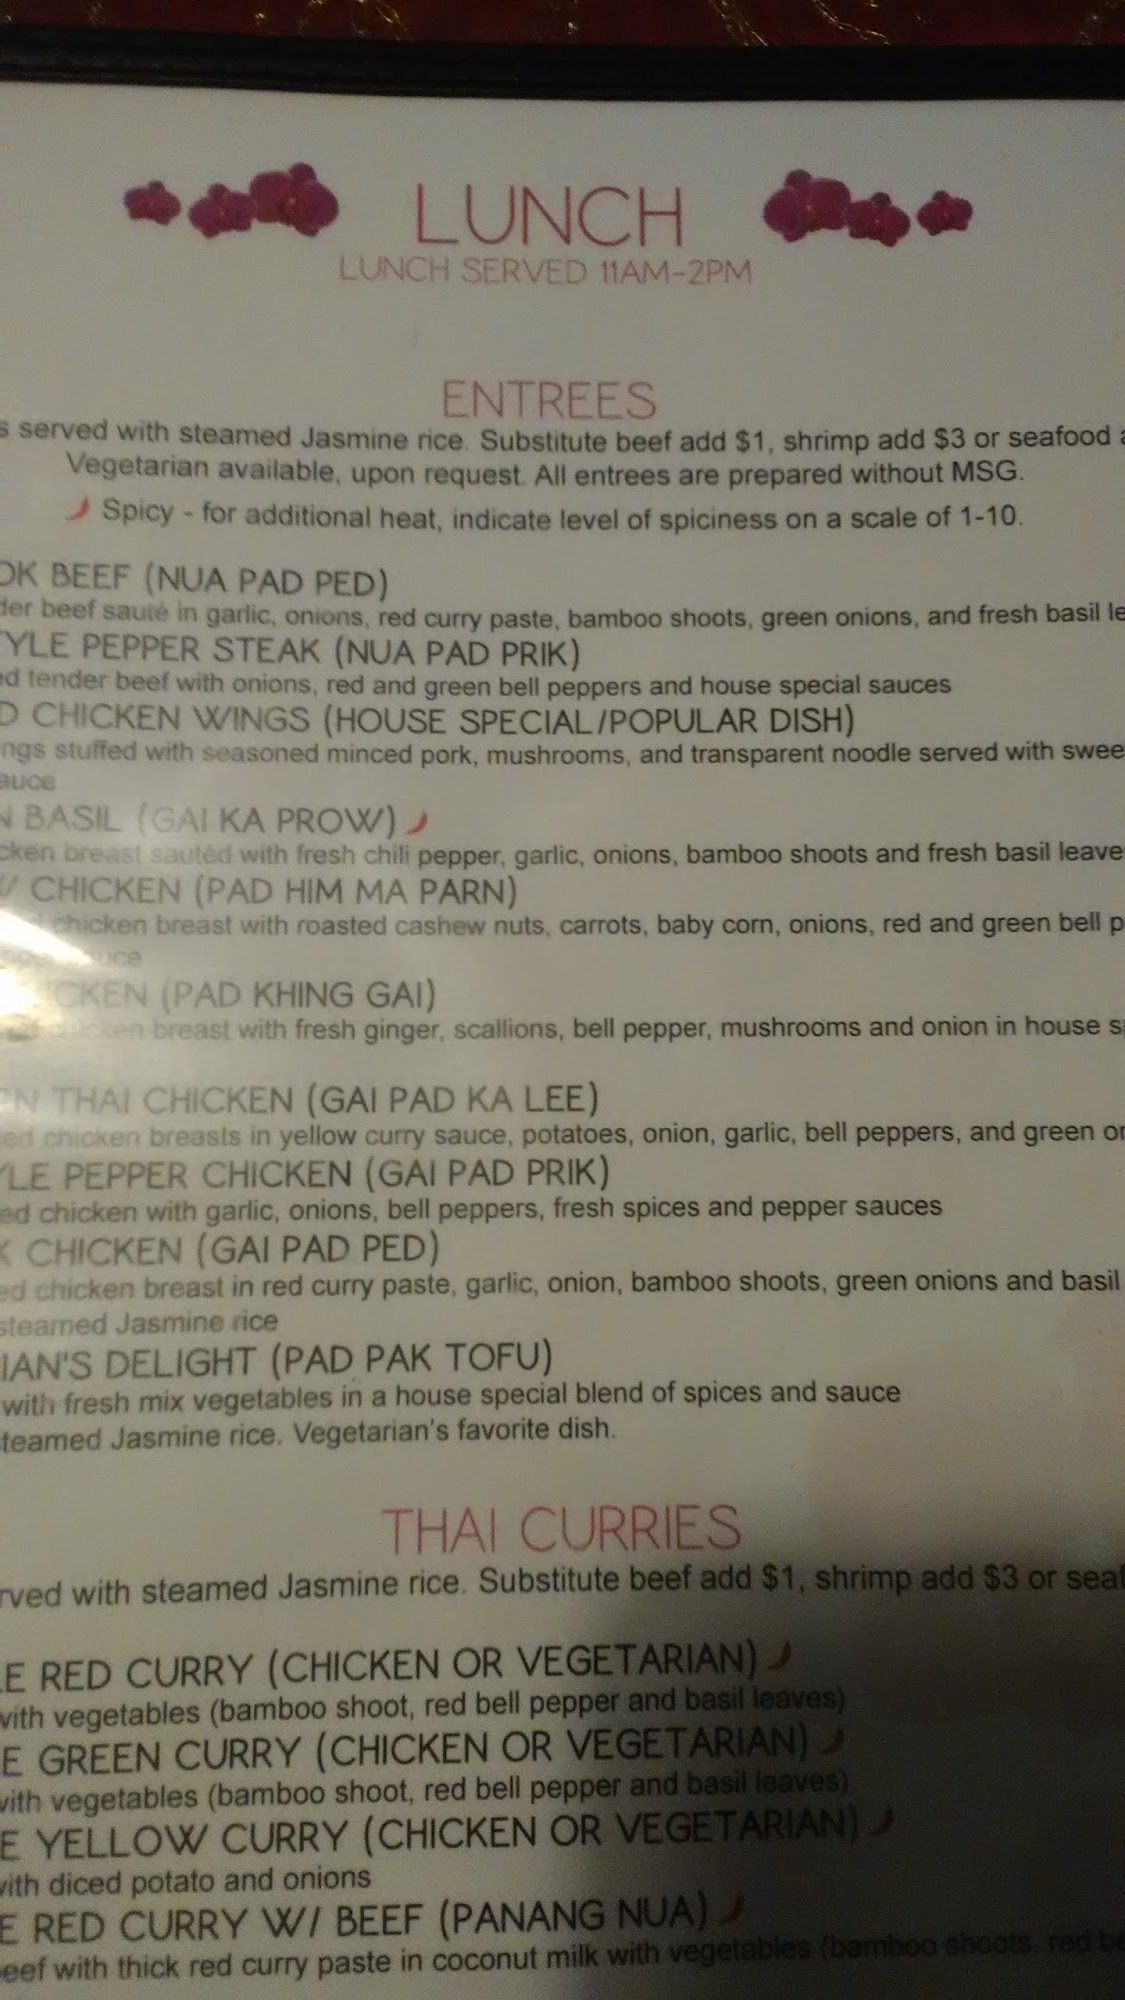 LUNCH
LUNCH SERVED 11AM-2PM
ENTREES
served with steamed Jasmine rice. Substitute beef add $1, shrimp add $3 or seafood
Vegetarian available, upon request. All entrees are prepared without MSG.
Spicy - for additional heat, indicate level of spiciness on a scale of 1-10.
OK BEEF (NUA PAD PED)
der beef sauté in garlic, onions, red curry paste, bamboo shoots, green onions, and fresh basil le
TYLE PEPPER STEAK (NUA PAD PRIK)
ed tender beef with onions, red and green bell peppers and house special sauces
D CHICKEN WINGS (HOUSE SPECIAL/POPULAR DISH)
ngs stuffed with seasoned minced pork, mushrooms, and transparent noodle served with swee
auce
N BASIL (GAI KA PROW)
cken breast sautéd with fresh chili pepper, garlic, onions, bamboo shoots and fresh basil leave
W CHICKEN (PAD HIM MA PARN)
chicken breast with roasted cashew nuts, carrots, baby corn, onions, red and green bell p
uce
ICKEN (PAD KHING GAI)
chicken breast with fresh ginger, scallions, bell pepper, mushrooms and onion in house s
RN THAI CHICKEN (GAI PAD KA LEE)
ed chicken breasts in yellow curry sauce, potatoes, onion, garlic, bell peppers, and green on
YLE PEPPER CHICKEN (GAI PAD PRIK)
ed chicken with garlic, onions, bell peppers, fresh spices and pepper sauces
K CHICKEN (GAI PAD PED)
ed chicken breast in red curry paste, garlic, onion, bamboo shoots, green onions and basil
steamed Jasmine rice
IAN'S DELIGHT (PAD PAK TOFU)
with fresh mix vegetables in a house special blend of spices and sauce
steamed Jasmine rice. Vegetarian's favorite dish.
THAI CURRIES
rved with steamed Jasmine rice. Substitute beef add $1, shrimp add $3 or seaf
LE RED CURRY (CHICKEN OR VEGETARIAN)
with vegetables (bamboo shoot, red bell pepper and basil leaves)
E GREEN CURRY (CHICKEN OR VEGETARIAN)
with vegetables (bamboo shoot, red bell pepper and basil leaves)
E YELLOW CURRY (CHICKEN OR VEGETARIAN)
with diced potato and onions
E RED CURRY W/ BEEF (PANANG NUA)
beef with thick red curry paste in coconut milk with vegetables (bamboo shoots, red be